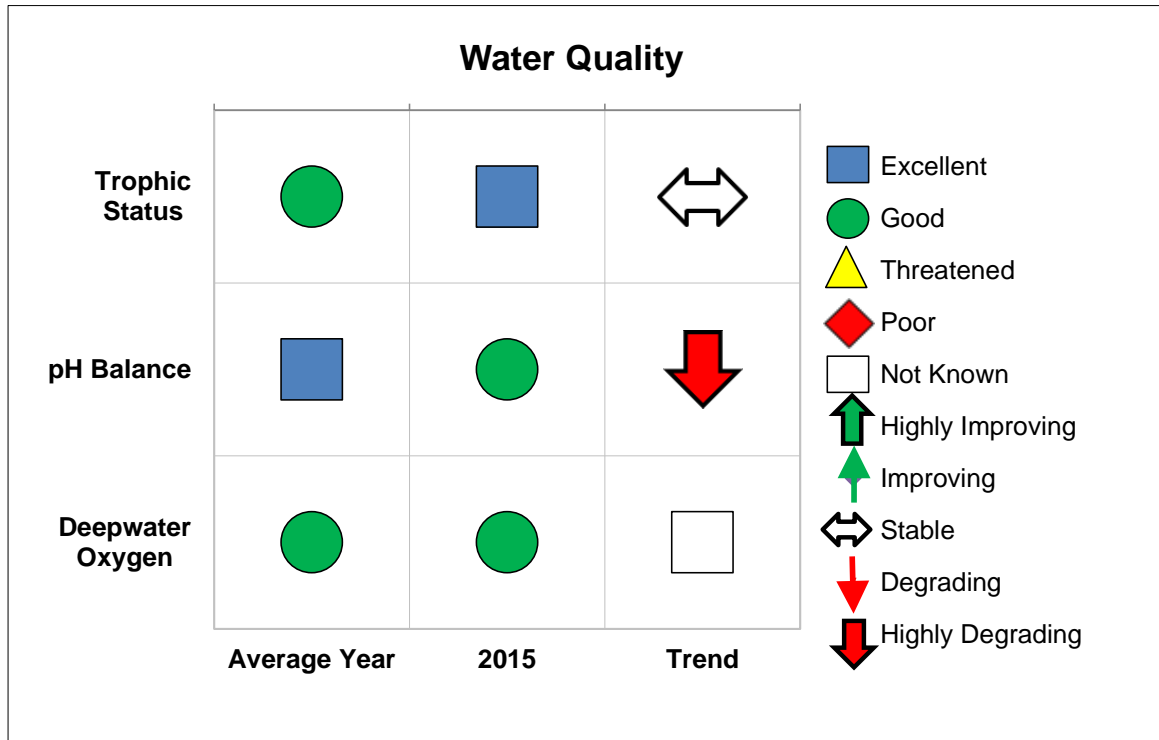 Water Quality
Trophic
Status
pH Balance
Deepwater
Oxygen
Average Year
2015
Trend
Excellent
Good
Threatened
Poor
Not Known
Highly Improving
Improving
Stable
Degrading
Highly Degrading